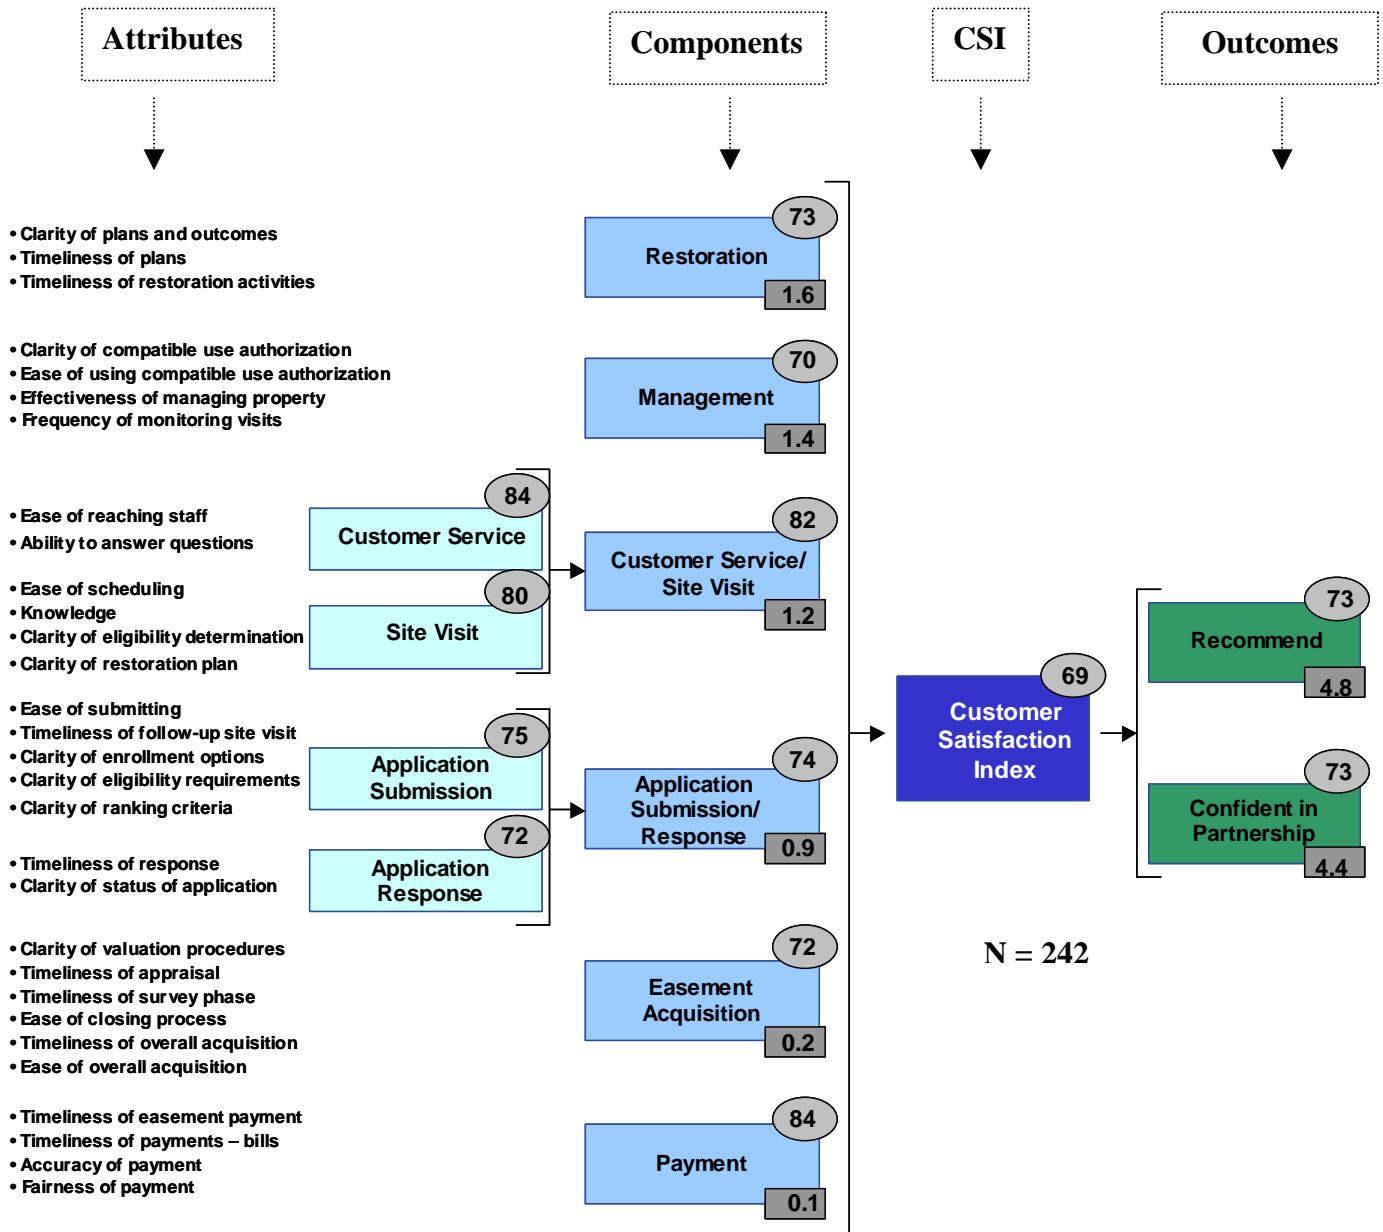 Attributes
Components
CSI
Outcomes
• Clarity of plans and outcomes
• Timeliness of plans
• Timeliness of restoration activities
73
Restoration
1.6
• Clarity of compatible use authorization
• Ease of using compatible use authorization
• Effectiveness of managing property
• Frequency of monitoring visits
70
Management
1.4
• Ease of reaching staff
• Ability to answer questions
84
Customer Service
• Ease of scheduling
• Knowledge
• Clarity of eligibility determination
• Clarity of restoration plan
80
Site Visit
82
Customer Service/
Site Visit
1.2
• Ease of submitting
• Timeliness of follow-up site visit
• Clarity of enrollment options
• Clarity of eligibility requirements
• Clarity of ranking criteria
75
Application
Submission
• Timeliness of response
• Clarity of status of application
72
Application
Response
74
Application
Submission/
Response
0.9
• Clarity of valuation procedures
• Timeliness of appraisal
• Timeliness of survey phase
• Ease of closing process
• Timeliness of overall acquisition
• Ease of overall acquisition
72
Easement
Acquisition
0.2
• Timeliness of easement payment
• Timeliness of payments – bills
• Accuracy of payment
• Fairness of payment
84
Payment
0.1
69
Customer
Satisfaction
Index
73
Recommend
4.8
73
Confident in
Partnership
4.4
N = 242